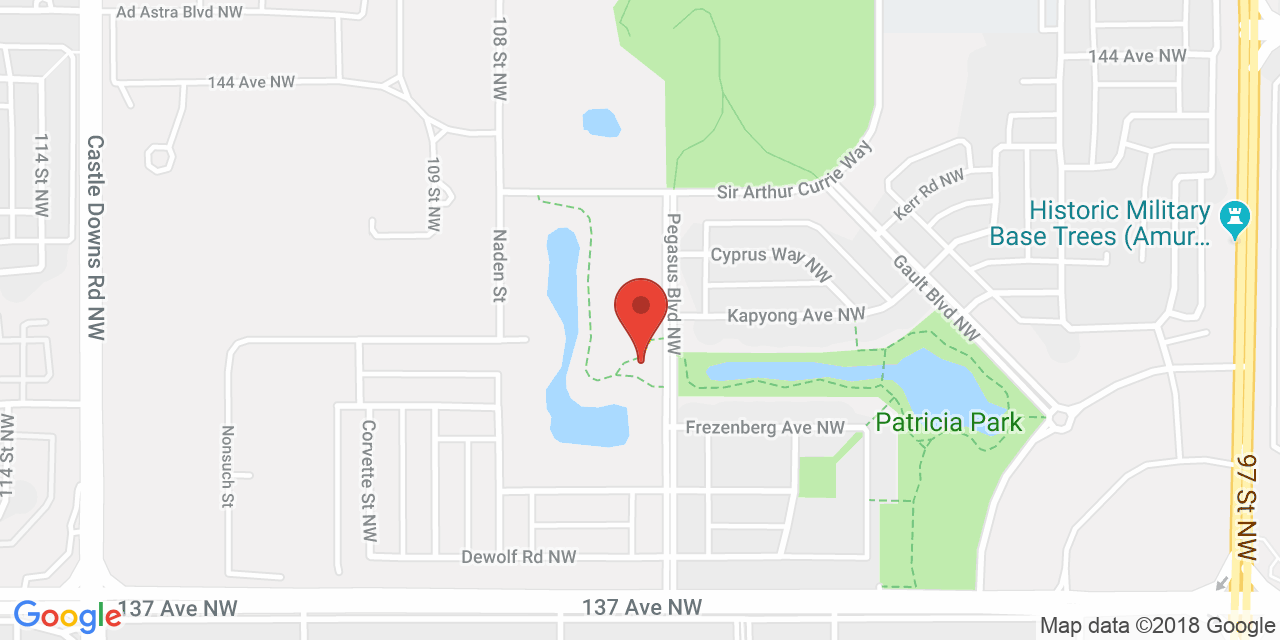 Ad Astra Blvd NW
108 St NW
144 Ave NW
144 Ave NW
114 St NW
Castle Downs Rd NW
109 St NW
Sir Arthur Currie Way
Kerr Rd NW
Historic Military
Base Trees (Amur...
Naden St
Pegasus Blvd NW
Cyprus Way NW
Gault Blvd NW
Kapyong Ave NW
Patricia Park
Frezenberg Ave NW
114 St NW
Nonsuch St
Corvette St NW
97 St NW
Dewolf Rd NW
Google
137 Ave NW
137 Ave NW
Map data ©2018 Google